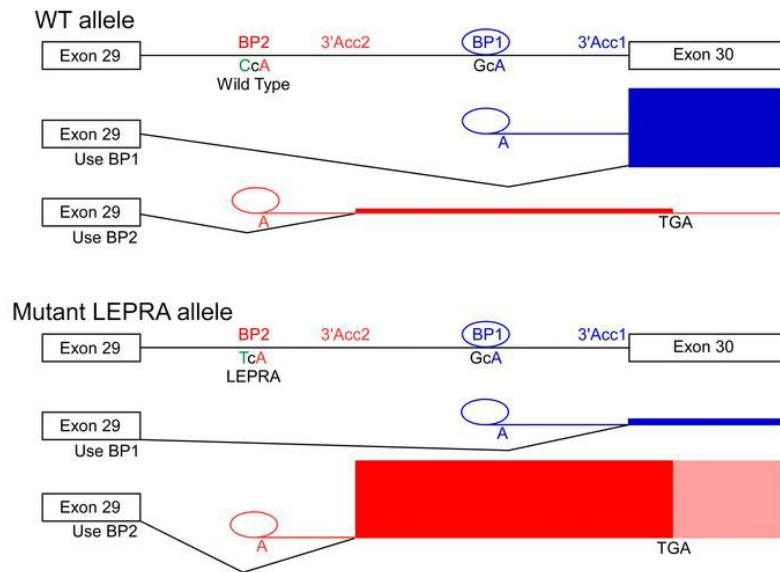 WT allele
Exon 29 BP2 3'Acc2 BP1 3'Acc1 Exon 30
CcA GcA
Wild Type
Exon 29 A
Use BP1
Exon 29 A
Use BP2 TGA
Mutant LEPRA allele
Exon 29 BP2 3'Acc2 BP1 3'Acc1 Exon 30
TcA GcA
LEPRA
Exon 29 A
Use BP1
Exon 29 A
Use BP2 TGA